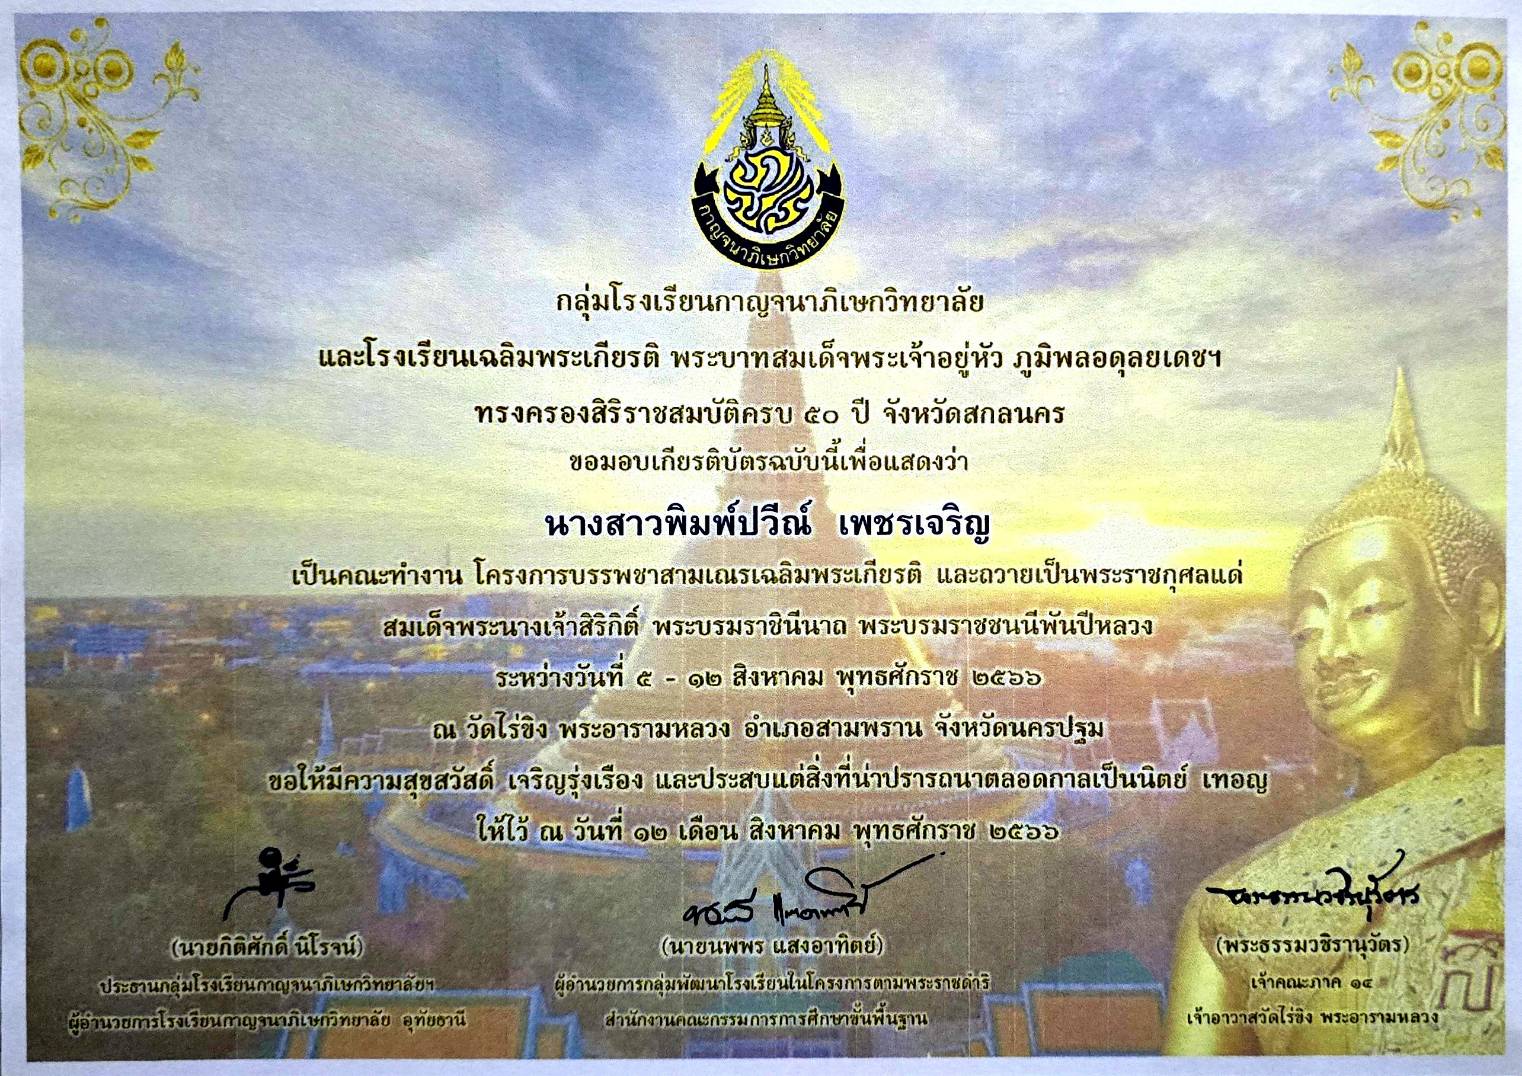 กาญจนาภิเษกวิทยาลัย
กลุ่มโรงเรียนกาญจนาภิเษกวิทยาลัย
และโรงเรียนเฉลิมพระเกียรติ พระบาทสมเด็จพระเจ้าอยู่หัว ภูมิพลอดุลยเดชฯ
ทรงครองสิริราชสมบัติครบ ๕๐ ปี จังหวัดสกลนคร
ขอมอบเกียรติบัตรฉบับนี้เพื่อแสดงว่า
นางสาวพิมพ์ปวีณ์ เพชรเจริญ
เป็นคณะทำงาน โครงการบรรพชาสามเณรเฉลิมพระเกียรติ และถวายเป็นพระราชกุศลแด่
สมเด็จพระนางเจ้าสิริกิติ์ พระบรมราชินีนาถ พระบรมราชชนนีพันปีหลวง
ระหว่างวันที่ ๕ - ๑๒ สิงหาคม พุทธศักราช ๒๕๖๖
ณ วัดไร่ขิง พระอารามหลวง อำเภอสามพราน จังหวัดนครปฐม
ขอให้มีความสุขสวัสดิ์ เจริญรุ่งเรือง และประสบแต่สิ่งที่น่าปรารถนาตลอดกาลเป็นนิตย์ เทอญ
ให้ไว้ ณ วันที่ ๑๒ เดือน สิงหาคม พุทธศักราช ๒๕๖๖
(นายกิติศักดิ์ นิโรจน์)
ประธานกลุ่มโรงเรียนกาญจนาภิเษกวิทยาลัยฯ
ผู้อำนวยการโรงเรียนกาญจนาภิเษกวิทยาลัย อุทัยธานี
(นายนพพร แสงอาทิตย์)
ผู้อำนวยการกลุ่มพัฒนาโรงเรียนในโครงการตามพระราชดำริ
สำนักงานคณะกรรมการการศึกษาขั้นพื้นฐาน
(พระธรรมวชิรานุวัตร)
เจ้าคณะภาค ๑๔
เจ้าอาวาสวัดไร่ขิง พระอารามหลวง